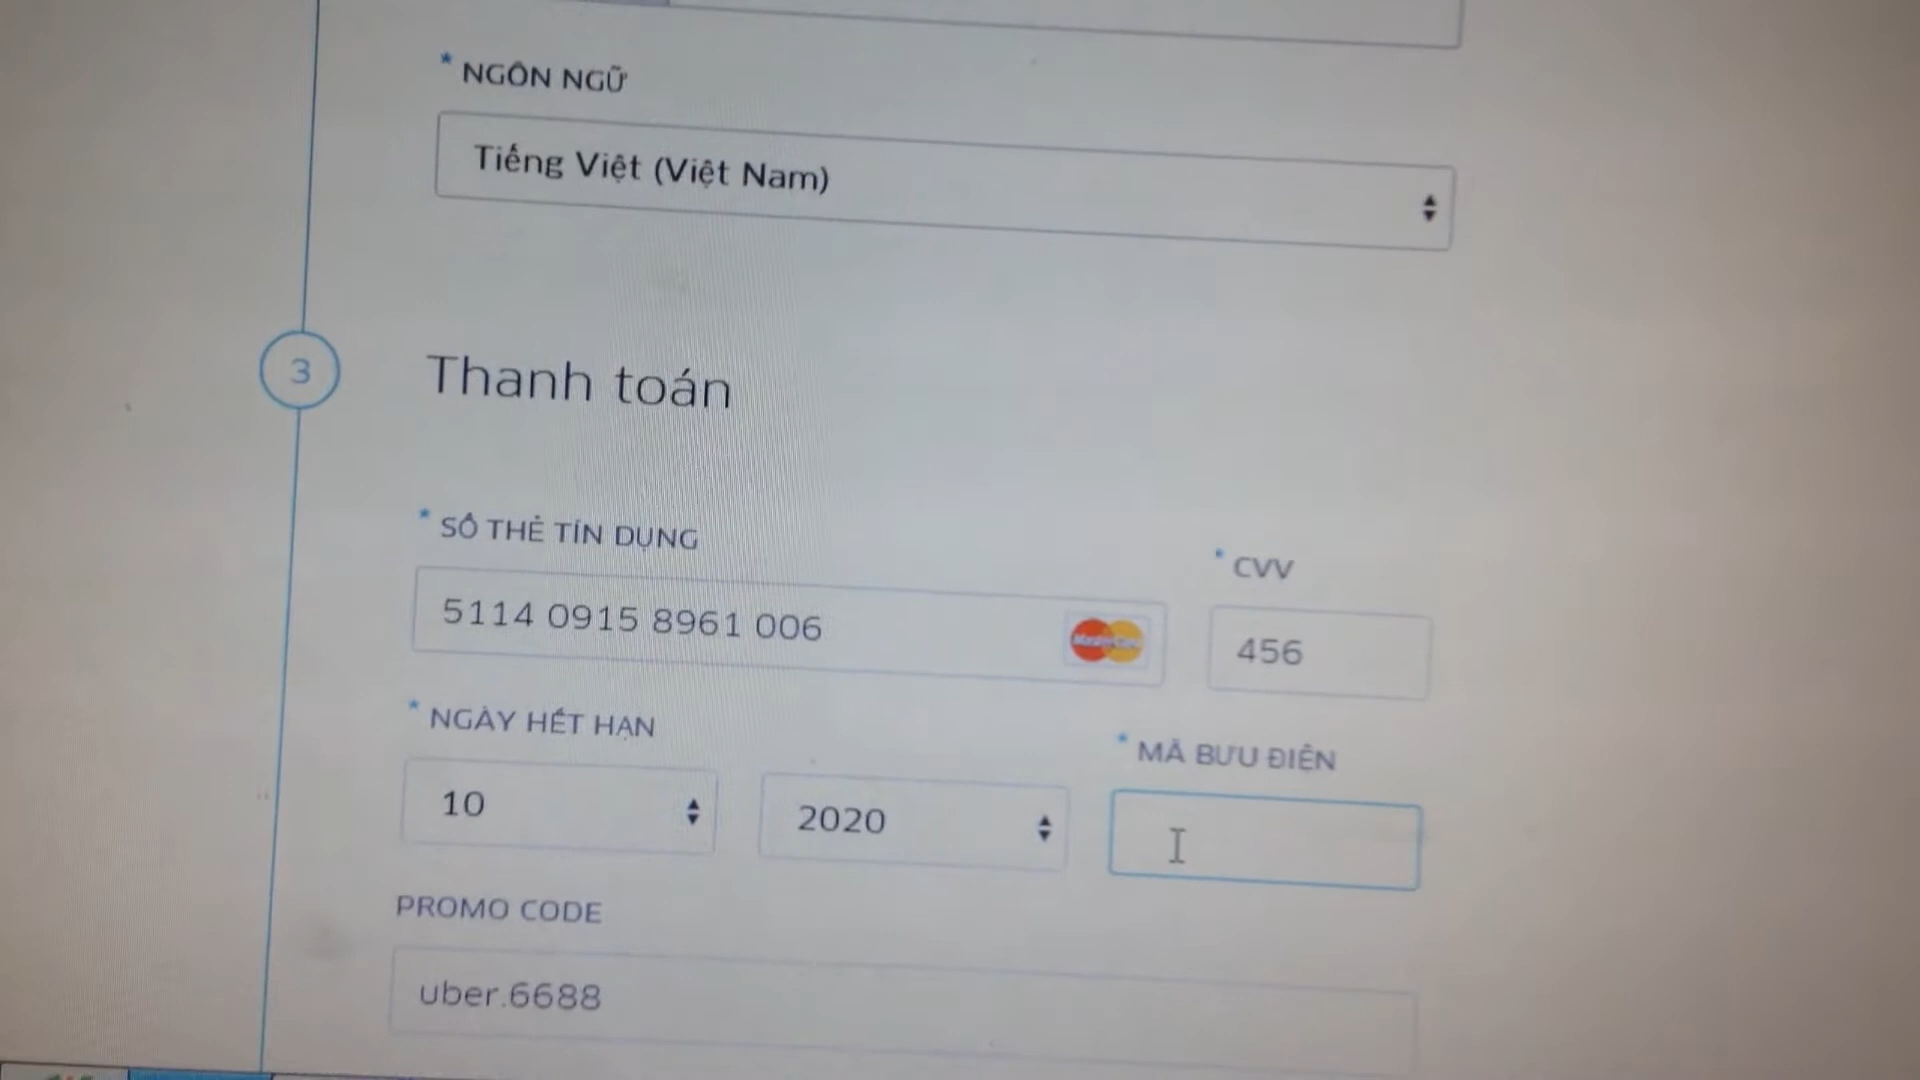 * NGÔN NGỮ
Tiếng Việt (Việt Nam)
3
Thanh toán
* SỐ THẺ TÍN DỤNG
* CVV
5114 0915 8961 006
MasterCard
456
* NGÀY HẾT HẠN
* MÃ BƯU ĐIỆN
10
2020
PROMO CODE
uber.6688